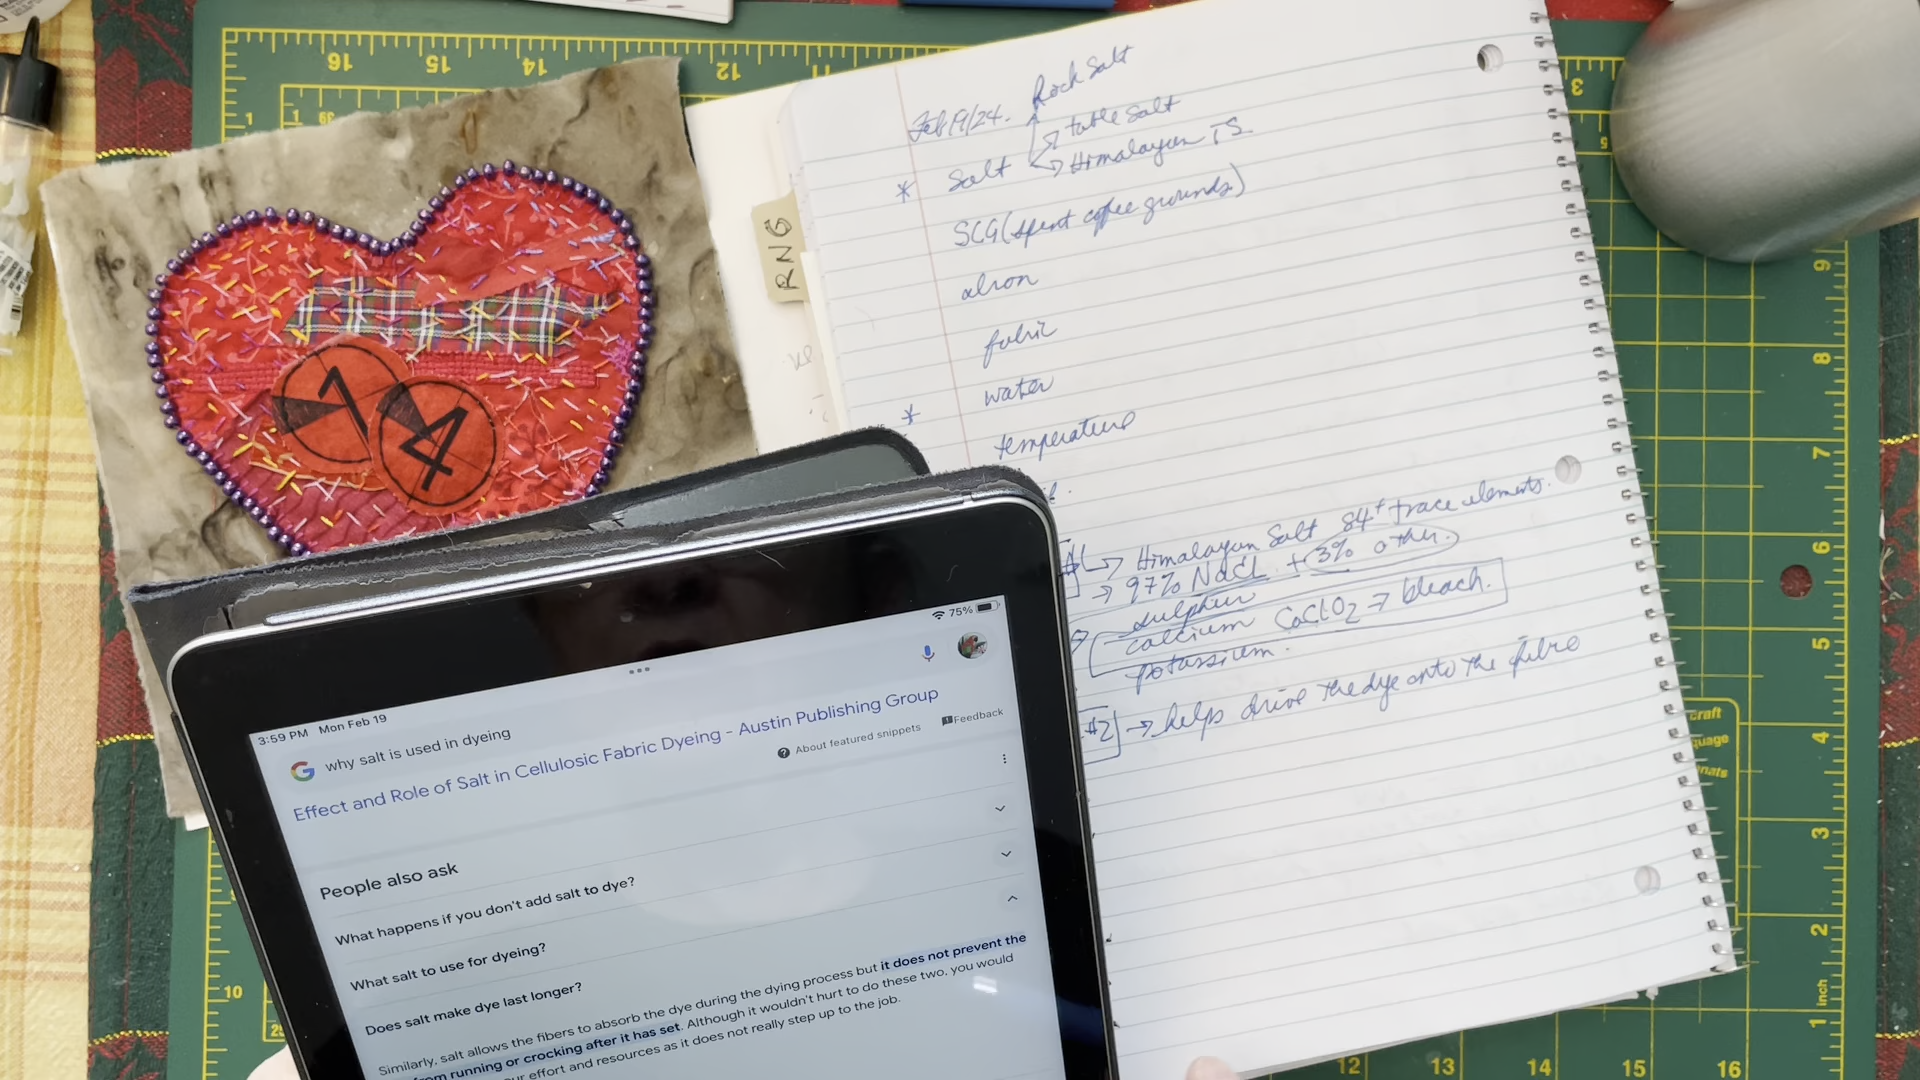 Feb 19/24.
Rock Salt
table Salt
* Salt
Himalayan TS
SCG (spent coffee grounds)
fabric
* water
temperature
#1 → Himalayan Salt 84+ trace elements.
→ 97% NaCl + 3% other.
sulphur
calcium CaClO2 → bleach.
potassium.
#2 → helps drive the dye onto the fibre
RNG
14
3:59 PM Mon Feb 19
75%
why salt is used in dyeing
Effect and Role of Salt in Cellulosic Fabric Dyeing - Austin Publishing Group
About featured snippets
Feedback
People also ask
What happens if you don't add salt to dye?
What salt to use for dyeing?
Does salt make dye last longer?
Similarly, salt allows the fibers to absorb the dye during the dying process but it does not prevent the
from running or crocking after it has set. Although it wouldn't hurt to do these two, you would
effort and resources as it does not really step up to the job.
16 15 14 12 11
1
39
3
5
9
8
7
6
5
4
3
2
1 inch
10
25
12 13 14 15 16
craft